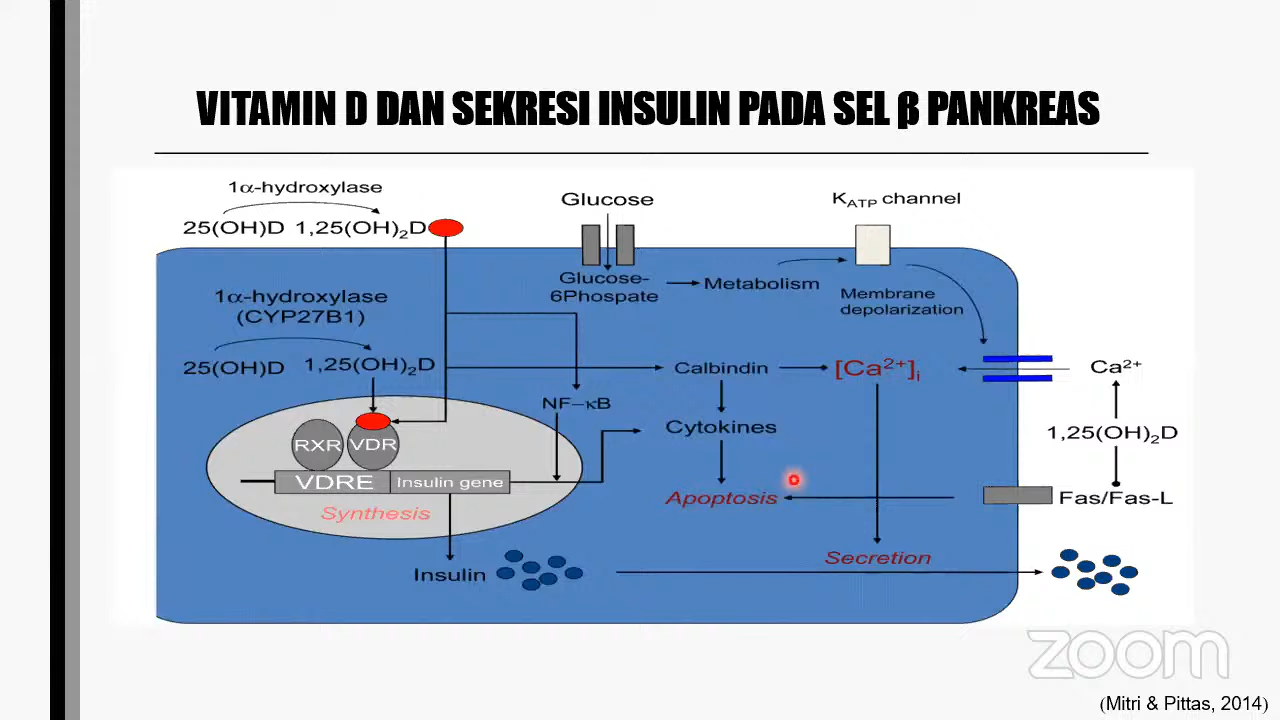 VITAMIN D DAN SEKRESI INSULIN PADA SEL β PANKREAS
1α-hydroxylase
25(OH)D 1,25(OH)₂D
Glucose
K_ATP channel
Glucose-
6Phospate
Metabolism
Membrane
depolarization
1α-hydroxylase
(CYP27B1)
25(OH)D 1,25(OH)₂D
Calbindin
[Ca²⁺]ᵢ
Ca²⁺
NF-κB
Cytokines
1,25(OH)₂D
RXR
VDR
VDRE
Insulin gene
Synthesis
Apoptosis
Fas/Fas-L
Secretion
Insulin
zoom
(Mitri & Pittas, 2014)